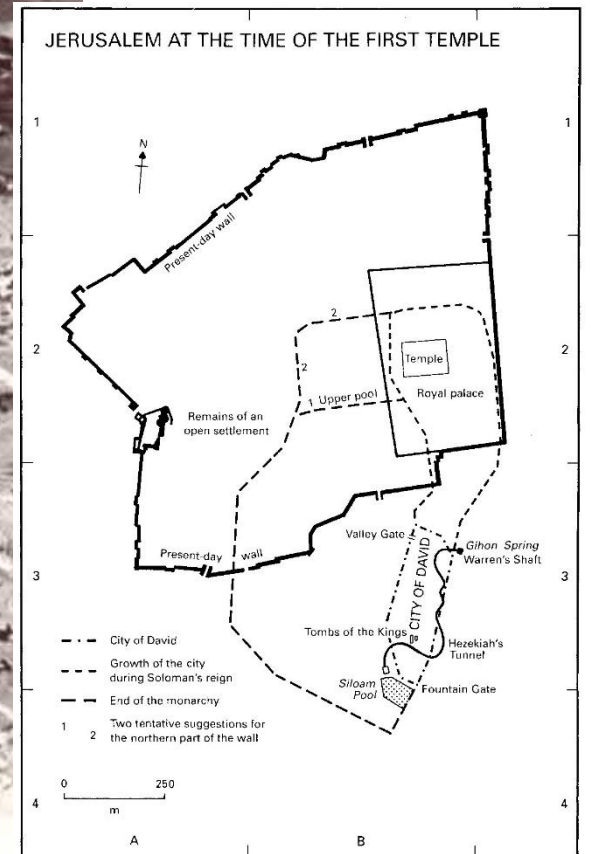 JERUSALEM AT THE TIME OF THE FIRST TEMPLE
1
1
N
Present-day wall
2
2
2
2
Temple
1 Upper pool
Royal palace
Remains of an
open settlement
Valley Gate
Gihon Spring
Warren's Shaft
CITY OF DAVID
3
3
Present-day wall
Tombs of the Kings
Hezekiah's
Tunnel
Siloam
Pool
Fountain Gate
City of David
Growth of the city
during Soloman's reign
End of the monarchy
1 2 Two tentative suggestions for
the northern part of the wall
0 250
m
4
4
A
B